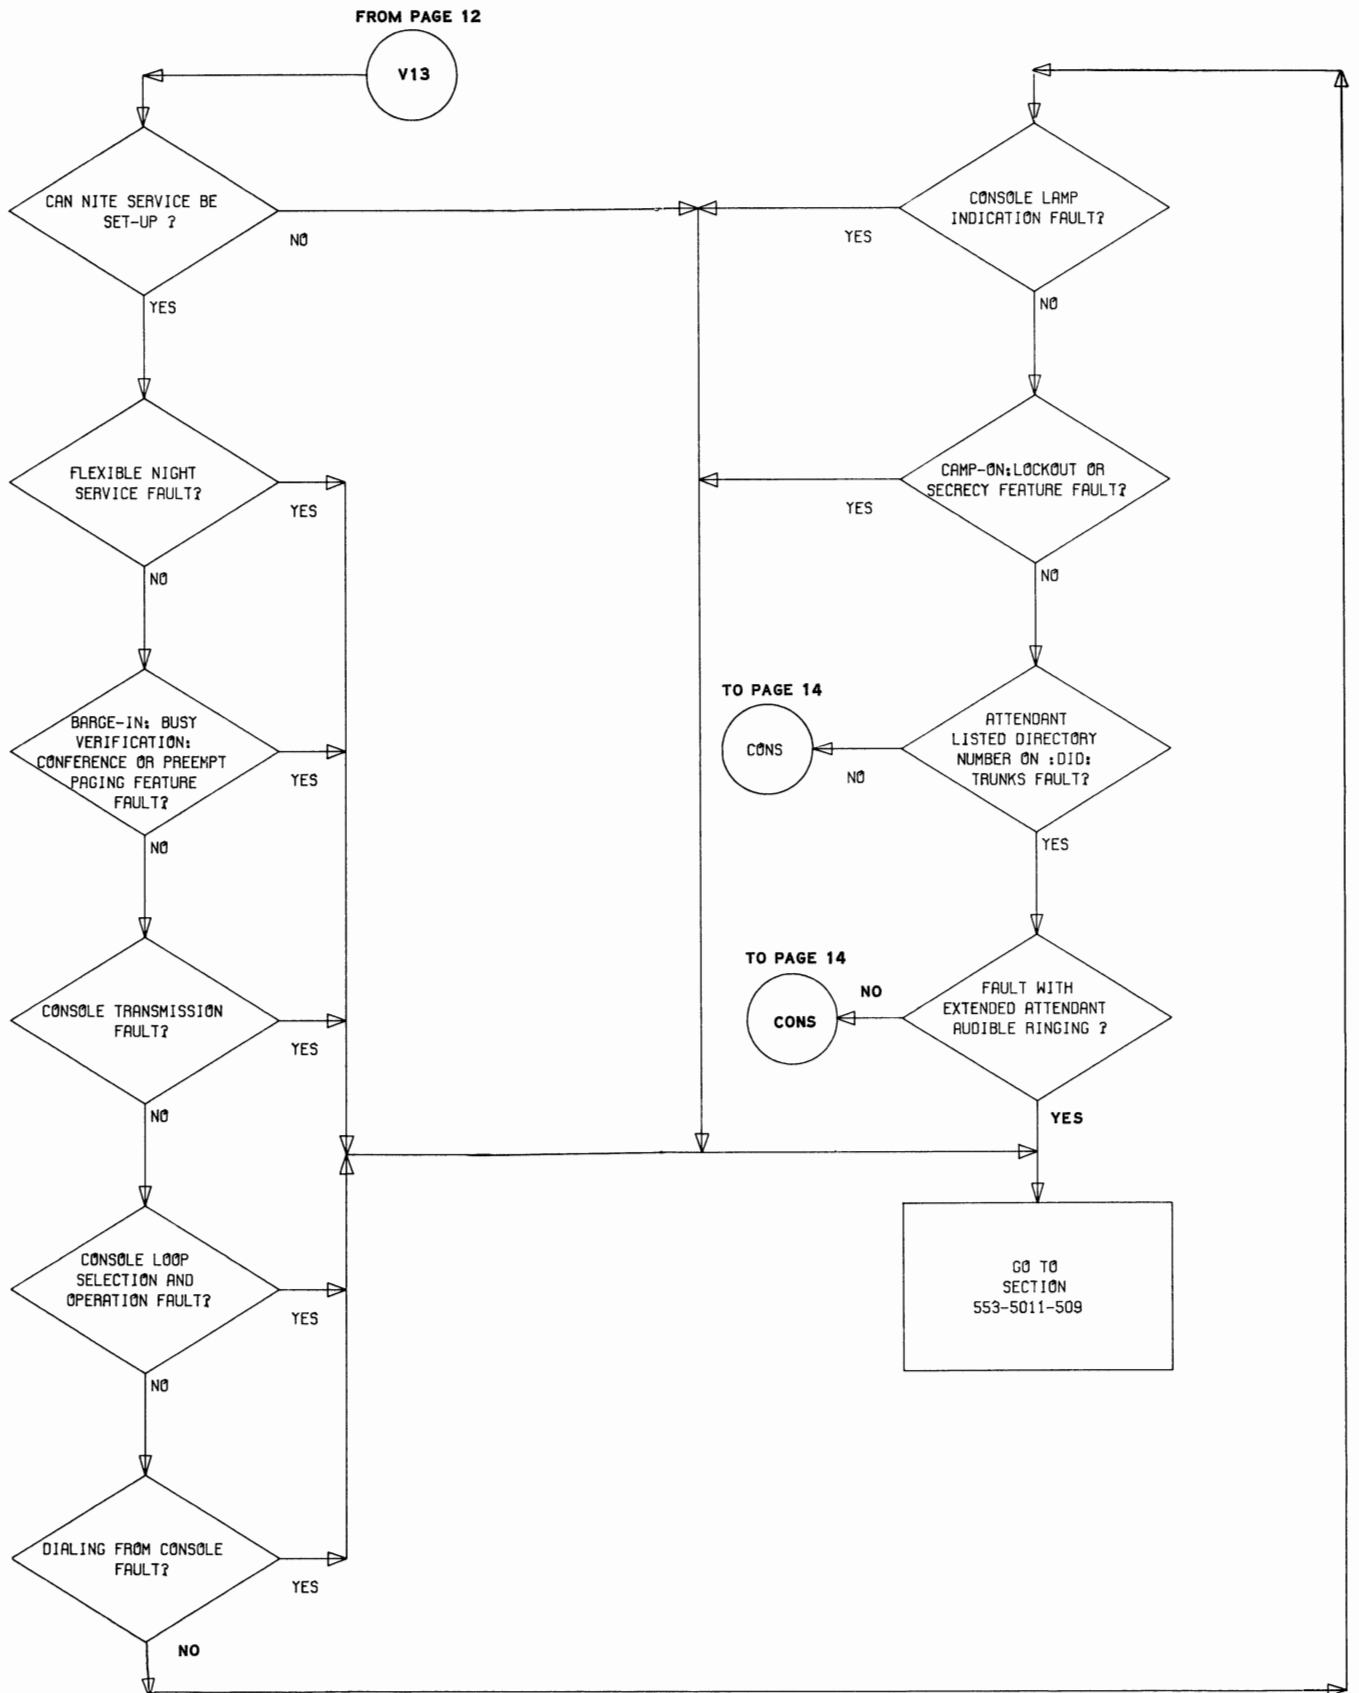 FROM PAGE 12
V13
CAN NITE SERVICE BE
SET-UP ?
NO
YES
FLEXIBLE NIGHT
SERVICE FAULT?
YES
NO
BARGE-IN: BUSY
VERIFICATION:
CONFERENCE OR PREEMPT
PAGING FEATURE
FAULT?
YES
NO
CONSOLE TRANSMISSION
FAULT?
YES
NO
CONSOLE LOOP
SELECTION AND
OPERATION FAULT?
YES
NO
DIALING FROM CONSOLE
FAULT?
YES
NO
CONSOLE LAMP
INDICATION FAULT?
YES
NO
CAMP-ON:LOCKOUT OR
SECRECY FEATURE FAULT?
YES
NO
TO PAGE 14
CONS
ATTENDANT
LISTED DIRECTORY
NUMBER ON :DID:
TRUNKS FAULT?
NO
YES
TO PAGE 14
CONS
NO
FAULT WITH
EXTENDED ATTENDANT
AUDIBLE RINGING ?
YES
GO TO
SECTION
553-5011-509